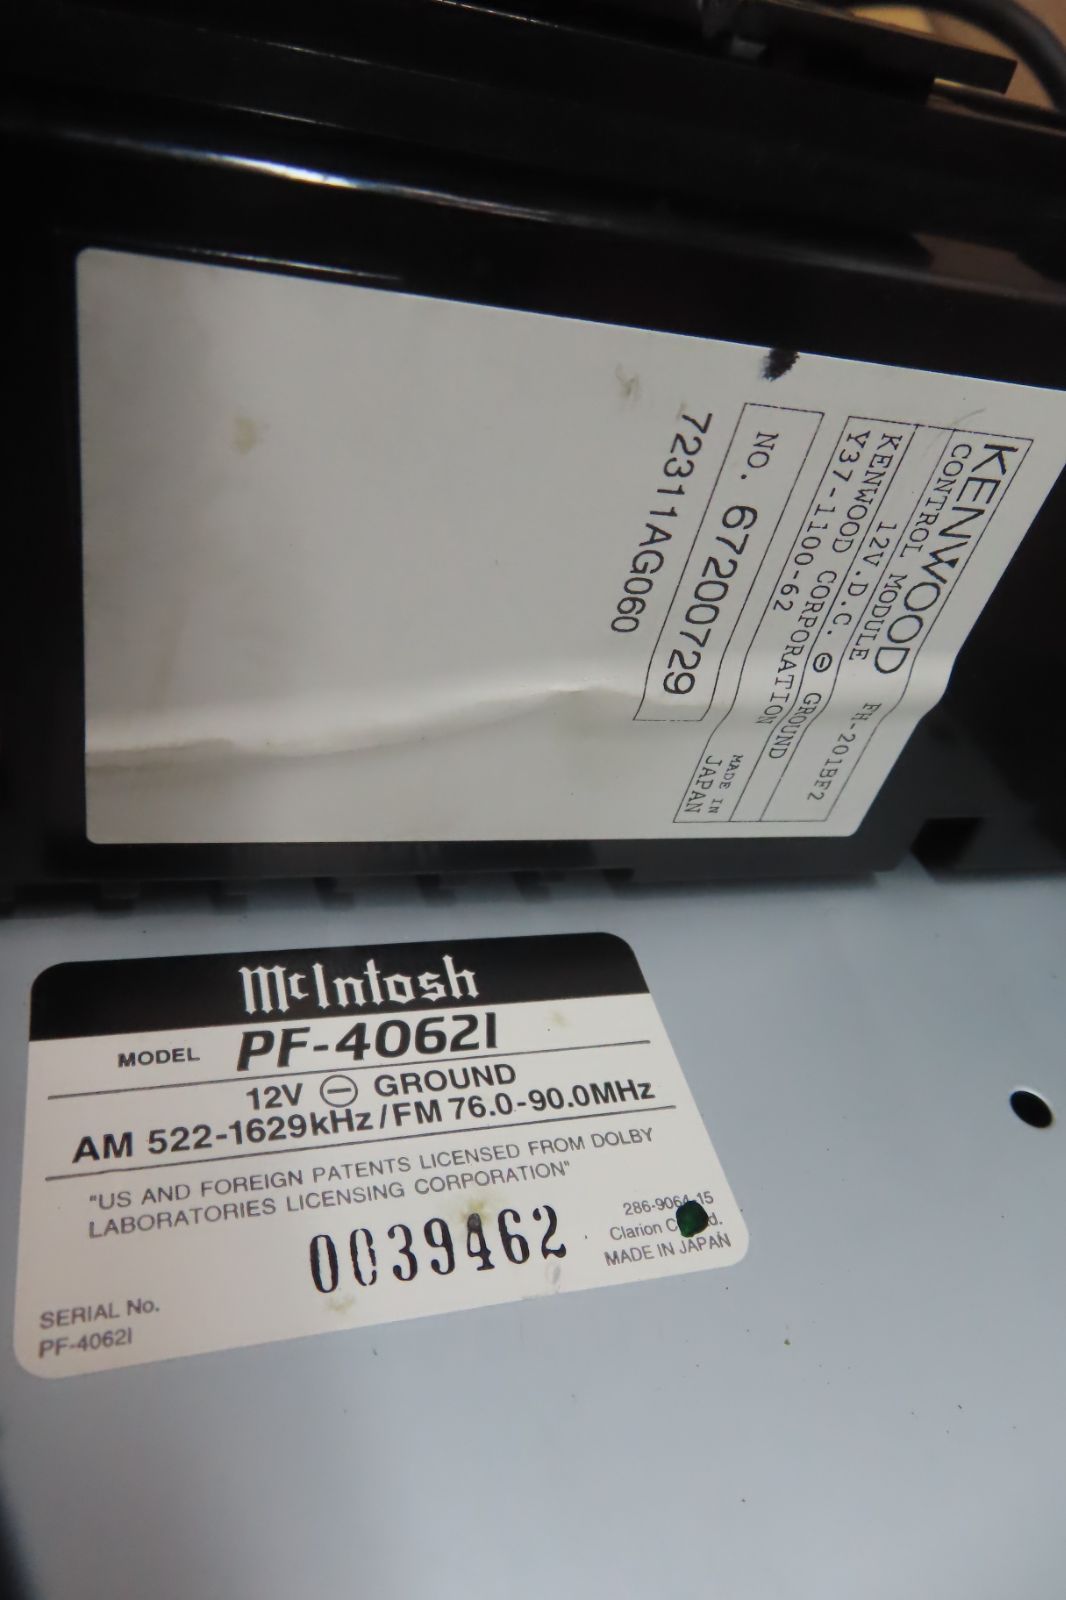 KENWOOD
CONTROL MODULE FH-201BF2
12V.D.C. ⊖ GROUND
KENWOOD CORPORATION
Y37-1100-62
MADE IN
JAPAN
NO. 67200729
72311AG060
McIntosh
MODEL PF-4062I
12V ⊖ GROUND
AM 522-1629kHz/FM 76.0-90.0MHz
"US AND FOREIGN PATENTS LICENSED FROM DOLBY
LABORATORIES LICENSING CORPORATION"
0039462
286-9064-15
Clarion
MADE IN JAPAN
SERIAL No.
PF-4062I